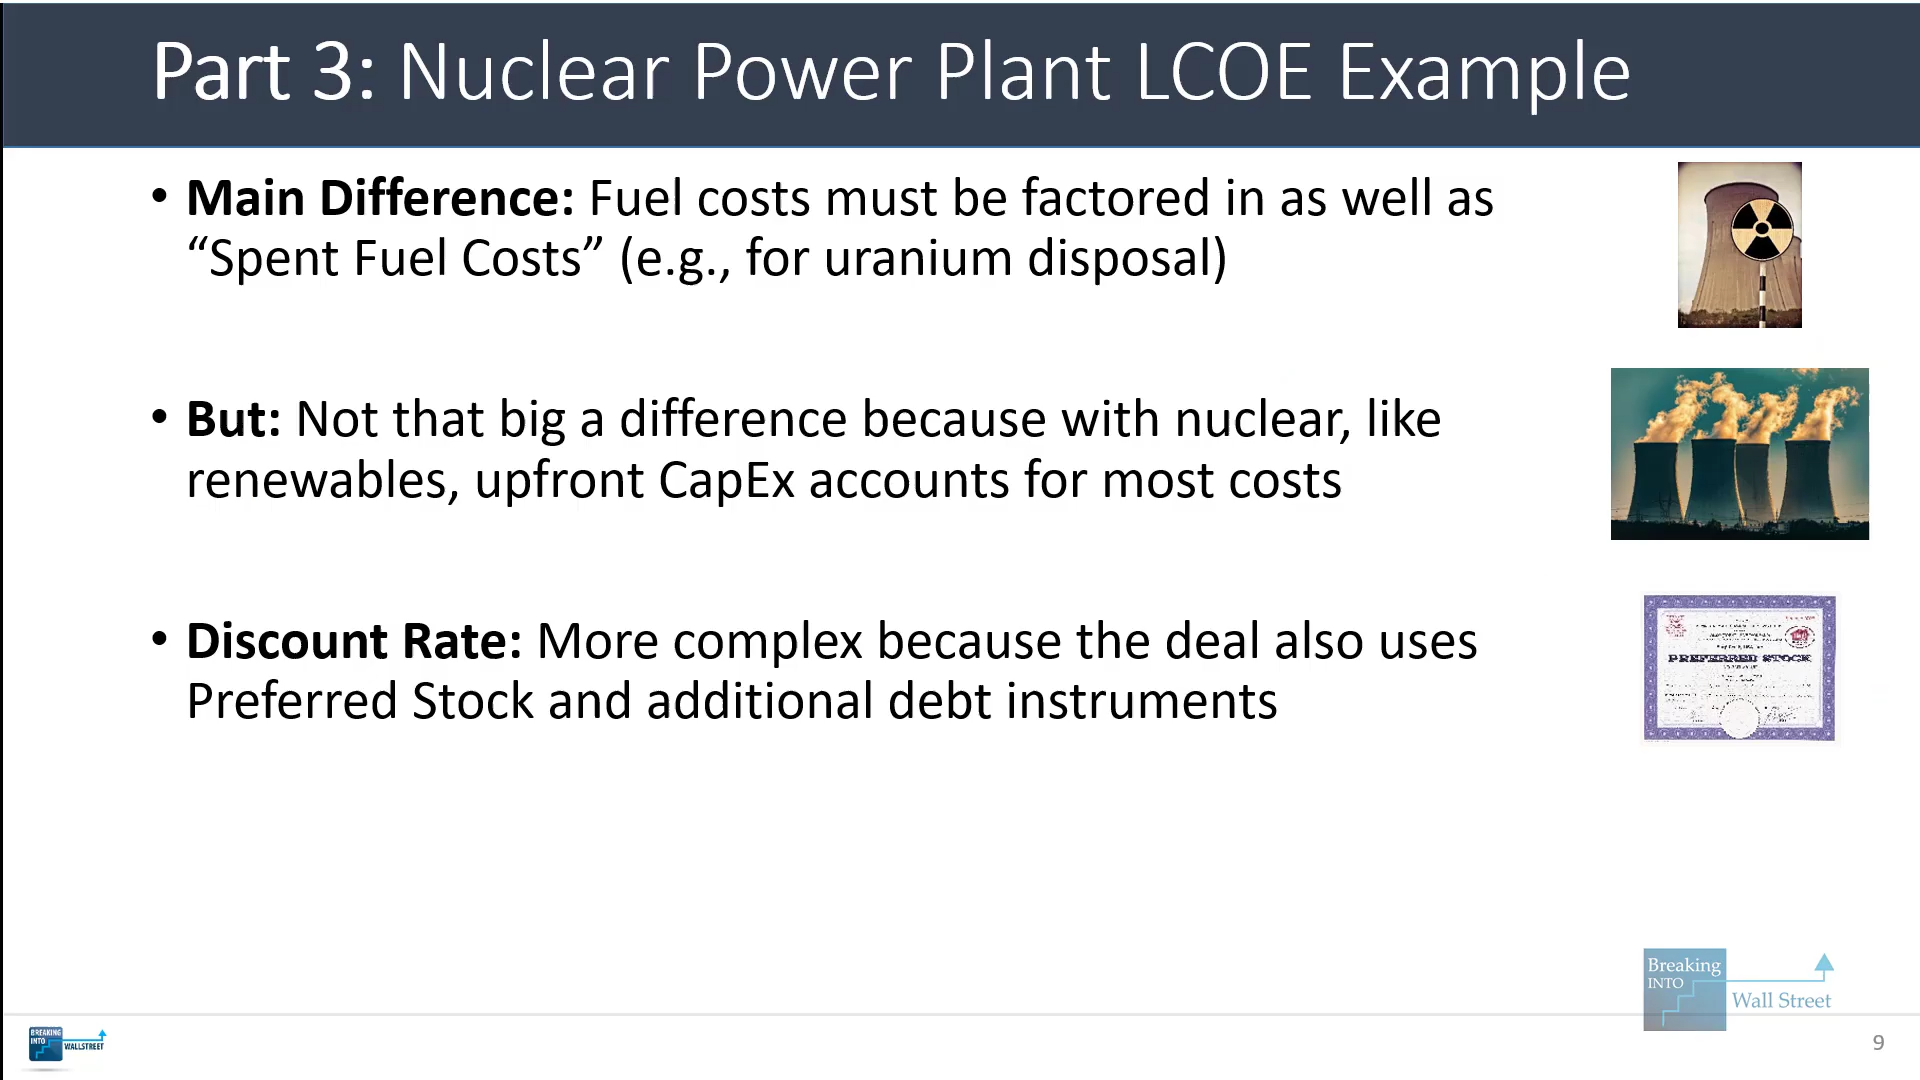 Part 3: Nuclear Power Plant LCOE Example
• Main Difference: Fuel costs must be factored in as well as
“Spent Fuel Costs” (e.g., for uranium disposal)
• But: Not that big a difference because with nuclear, like
renewables, upfront CapEx accounts for most costs
• Discount Rate: More complex because the deal also uses
Preferred Stock and additional debt instruments
PREFERRED STOCK
Breaking
INTO
Wall Street
BREAKING
INTO
WALLSTREET
9